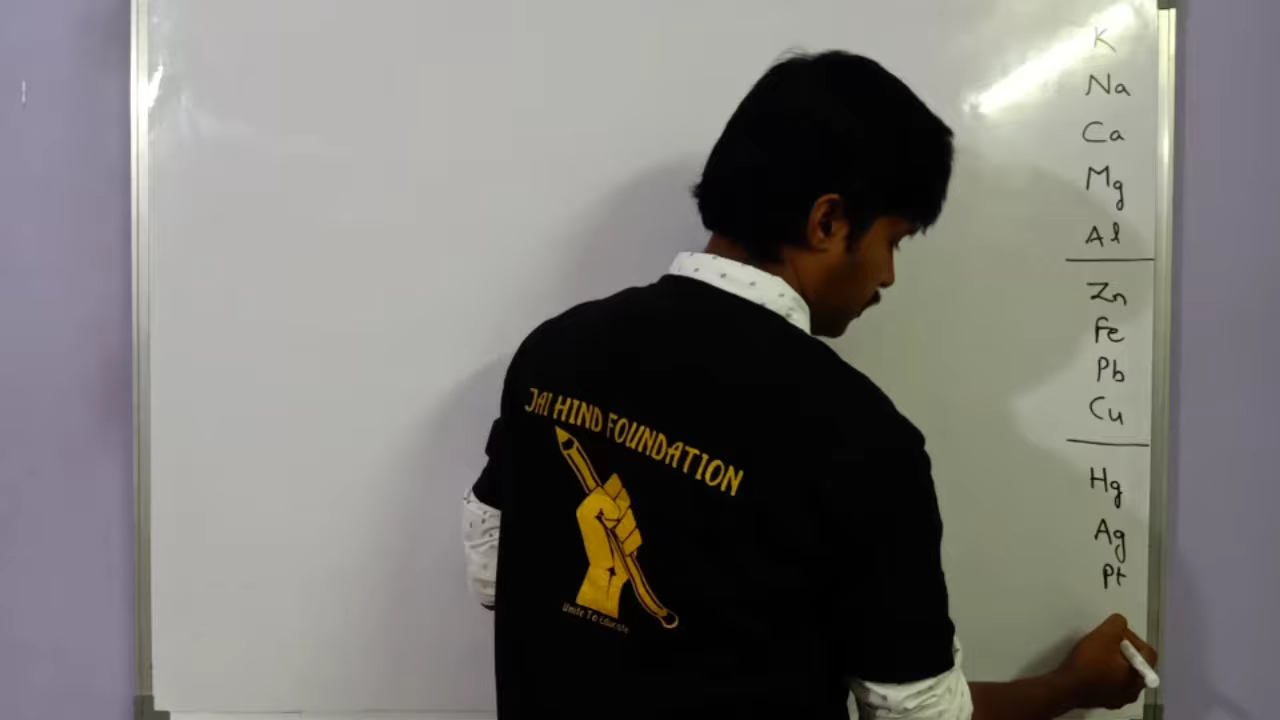 K
Na
Ca
Mg
Al
Zn
Fe
Pb
Cu
Hg
Ag
Pt
JAI HIND FOUNDATION
Unite To Educate